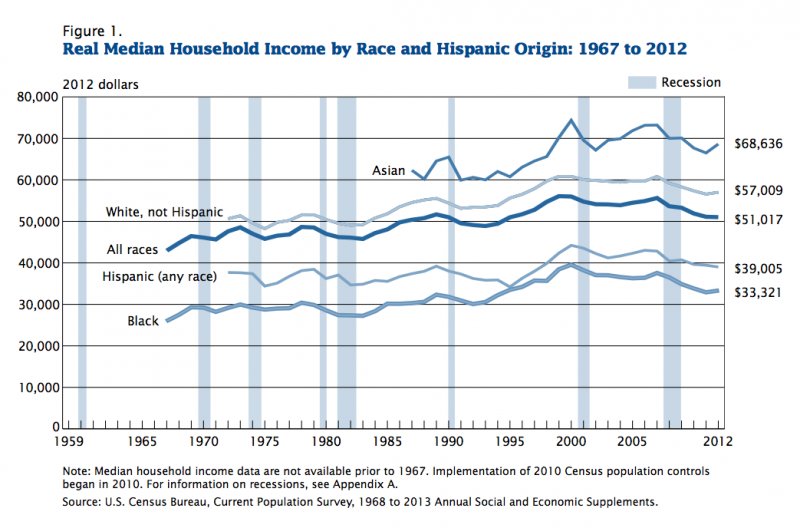 Figure 1.
Real Median Household Income by Race and Hispanic Origin: 1967 to 2012
2012 dollars
Recession
80,000
70,000
60,000
50,000
40,000
30,000
20,000
10,000
0
Asian
White, not Hispanic
All races
Hispanic (any race)
Black
$68,636
$57,009
$51,017
$39,005
$33,321
1959 1965 1970 1975 1980 1985 1990 1995 2000 2005 2012
Note: Median household income data are not available prior to 1967. Implementation of 2010 Census population controls
began in 2010. For information on recessions, see Appendix A.
Source: U.S. Census Bureau, Current Population Survey, 1968 to 2013 Annual Social and Economic Supplements.